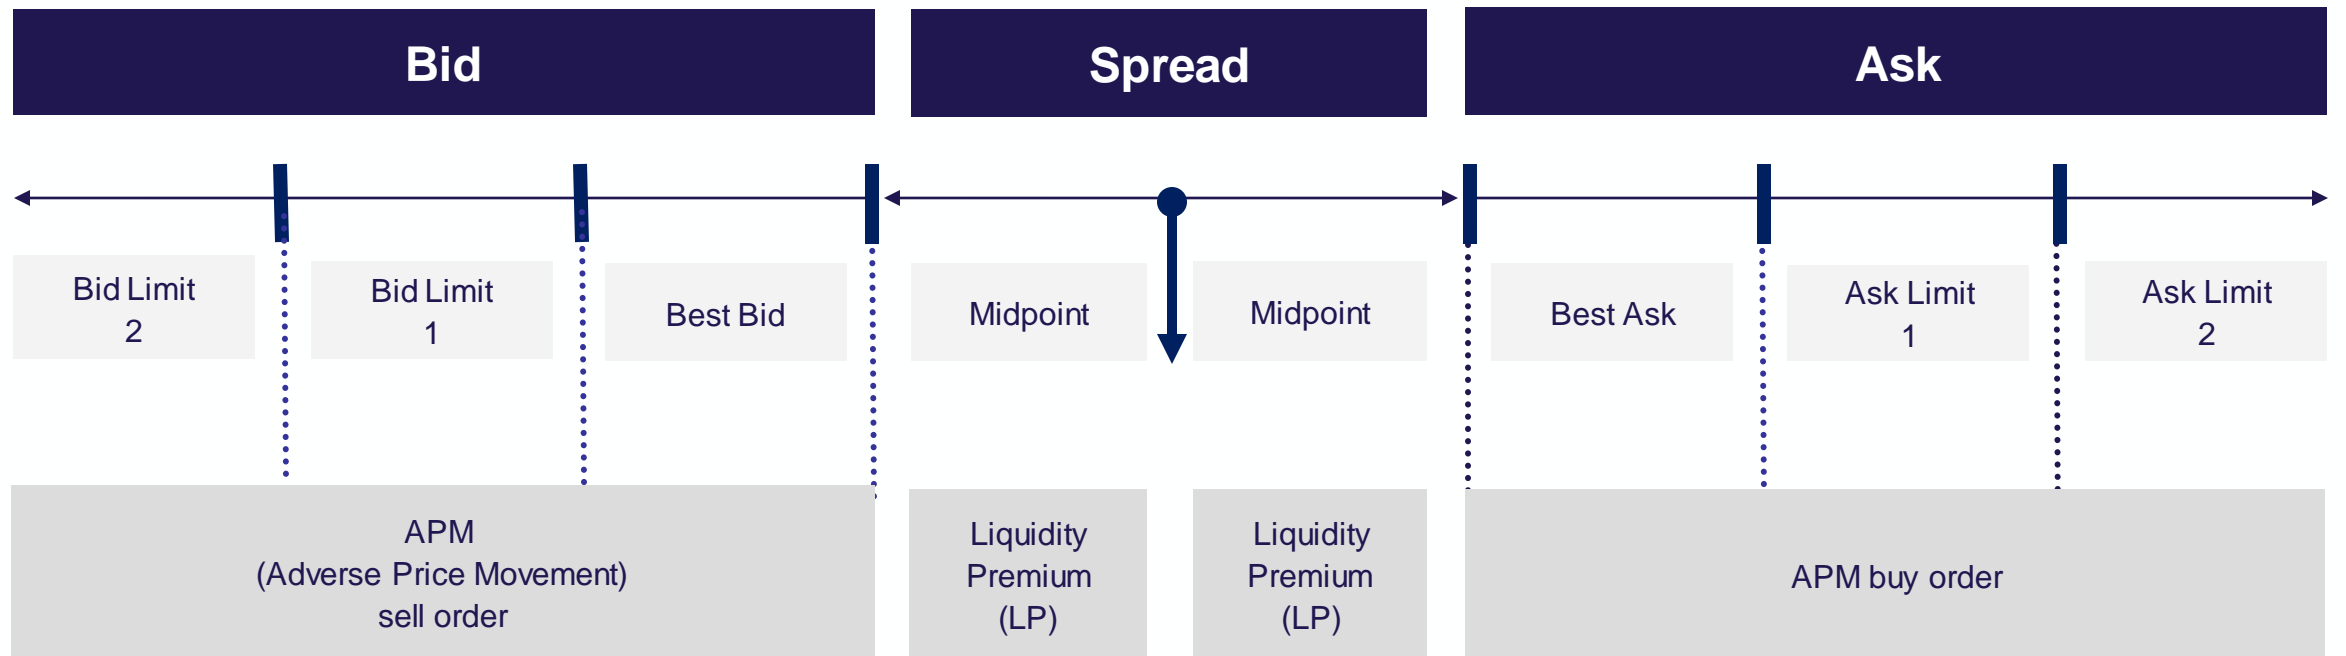 Bid
Spread
Ask
Bid Limit
2
Bid Limit
1
Best Bid
Midpoint
Midpoint
Best Ask
Ask Limit
1
Ask Limit
2
APM
(Adverse Price Movement)
sell order
Liquidity
Premium
(LP)
Liquidity
Premium
(LP)
APM buy order